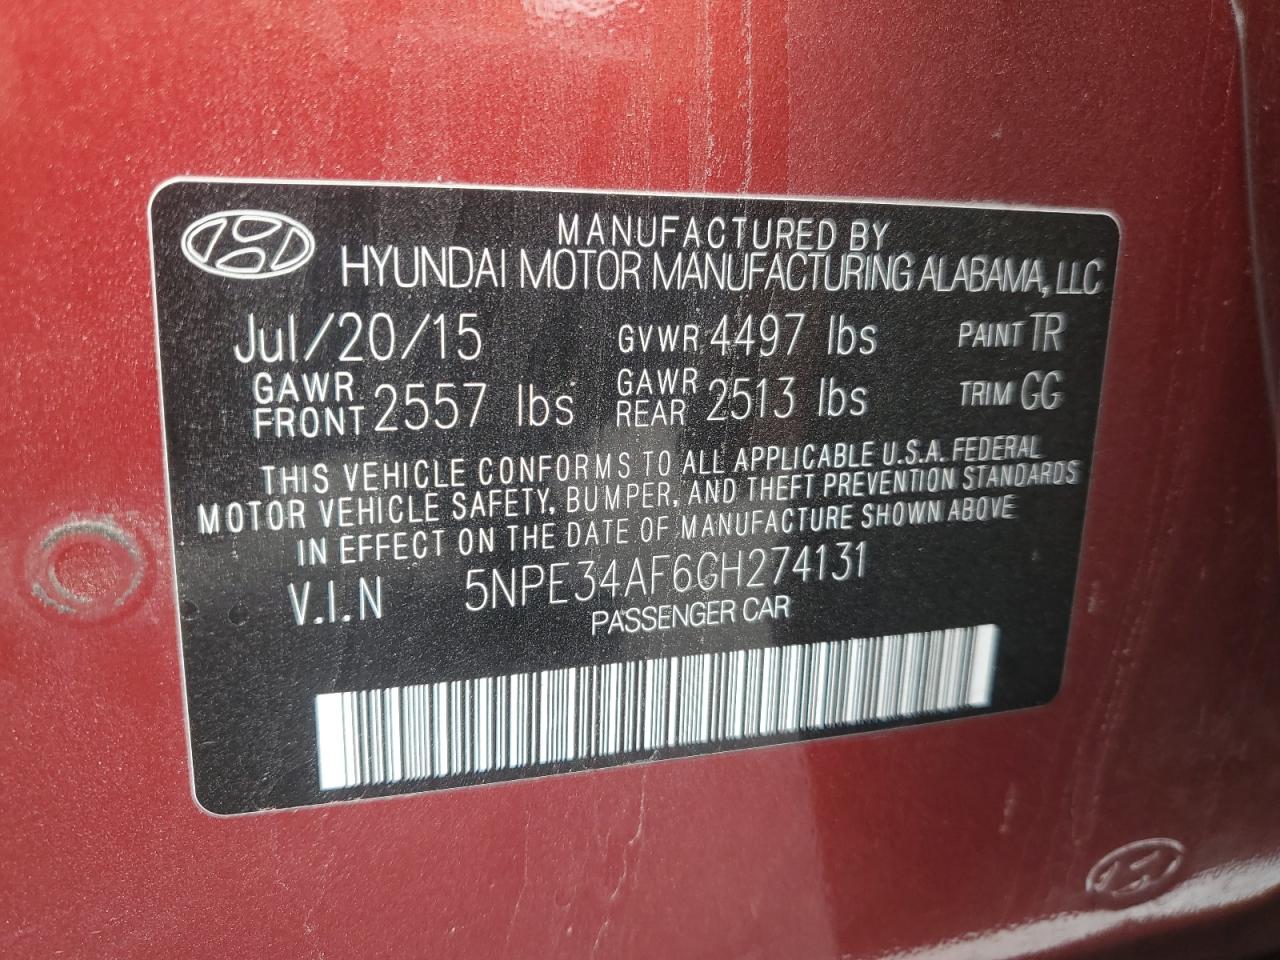 MANUFACTURED BY
HYUNDAI MOTOR MANUFACTURING ALABAMA, LLC
Jul/20/15 GVWR 4497 lbs PAINT TR
GAWR FRONT 2557 lbs GAWR REAR 2513 lbs TRIM GG
THIS VEHICLE CONFORMS TO ALL APPLICABLE U.S.A. FEDERAL
MOTOR VEHICLE SAFETY, BUMPER, AND THEFT PREVENTION STANDARDS
IN EFFECT ON THE DATE OF MANUFACTURE SHOWN ABOVE
V.I.N 5NPE34AF6GH274131
PASSENGER CAR